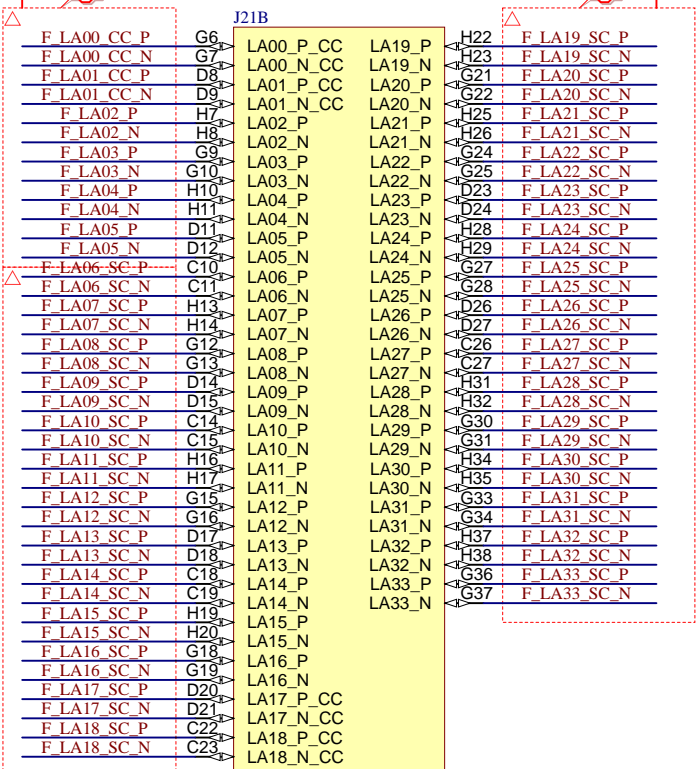 J21B
F_LA00_CC_P G6 LA00_P_CC LA19_P H22 F_LA19_SC_P
F_LA00_CC_N G7 LA00_N_CC LA19_N H23 F_LA19_SC_N
F_LA01_CC_P D8 LA01_P_CC LA20_P G21 F_LA20_SC_P
F_LA01_CC_N D9 LA01_N_CC LA20_N G22 F_LA20_SC_N
F_LA02_P H7 LA02_P LA21_P H25 F_LA21_SC_P
F_LA02_N H8 LA02_N LA21_N H26 F_LA21_SC_N
F_LA03_P G9 LA03_P LA22_P G24 F_LA22_SC_P
F_LA03_N G10 LA03_N LA22_N G25 F_LA22_SC_N
F_LA04_P H10 LA04_P LA23_P D23 F_LA23_SC_P
F_LA04_N H11 LA04_N LA23_N D24 F_LA23_SC_N
F_LA05_P D11 LA05_P LA24_P H28 F_LA24_SC_P
F_LA05_N D12 LA05_N LA24_N H29 F_LA24_SC_N
F_LA06_SC_P C10 LA06_P LA25_P G27 F_LA25_SC_P
F_LA06_SC_N C11 LA06_N LA25_N G28 F_LA25_SC_N
F_LA07_SC_P H13 LA07_P LA26_P D26 F_LA26_SC_P
F_LA07_SC_N H14 LA07_N LA26_N D27 F_LA26_SC_N
F_LA08_SC_P G12 LA08_P LA27_P C26 F_LA27_SC_P
F_LA08_SC_N G13 LA08_N LA27_N C27 F_LA27_SC_N
F_LA09_SC_P D14 LA09_P LA28_P H31 F_LA28_SC_P
F_LA09_SC_N D15 LA09_N LA28_N H32 F_LA28_SC_N
F_LA10_SC_P C14 LA10_P LA29_P G30 F_LA29_SC_P
F_LA10_SC_N C15 LA10_N LA29_N G31 F_LA29_SC_N
F_LA11_SC_P H16 LA11_P LA30_P H34 F_LA30_SC_P
F_LA11_SC_N H17 LA11_N LA30_N H35 F_LA30_SC_N
F_LA12_SC_P G15 LA12_P LA31_P G33 F_LA31_SC_P
F_LA12_SC_N G16 LA12_N LA31_N G34 F_LA31_SC_N
F_LA13_SC_P D17 LA13_P LA32_P H37 F_LA32_SC_P
F_LA13_SC_N D18 LA13_N LA32_N H38 F_LA32_SC_N
F_LA14_SC_P C18 LA14_P LA33_P G36 F_LA33_SC_P
F_LA14_SC_N C19 LA14_N LA33_N G37 F_LA33_SC_N
F_LA15_SC_P H19 LA15_P
F_LA15_SC_N H20 LA15_N
F_LA16_SC_P G18 LA16_P
F_LA16_SC_N G19 LA16_N
F_LA17_SC_P D20 LA17_P_CC
F_LA17_SC_N D21 LA17_N_CC
F_LA18_SC_P C22 LA18_P_CC
F_LA18_SC_N C23 LA18_N_CC